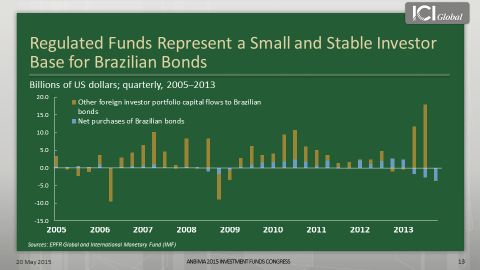 ICI Global
Regulated Funds Represent a Small and Stable Investor
Base for Brazilian Bonds
Billions of US dollars; quarterly, 2005–2013
20.0
15.0
10.0
5.0
0.0
-5.0
-10.0
-15.0
Other foreign investor portfolio capital flows to Brazilian
bonds
Net purchases of Brazilian bonds
2005 2006 2007 2008 2009 2010 2011 2012 2013
Sources: EPFR Global and International Monetary Fund (IMF)
20 May 2015 ANBIMA 2015 INVESTMENT FUNDS CONGRESS 13